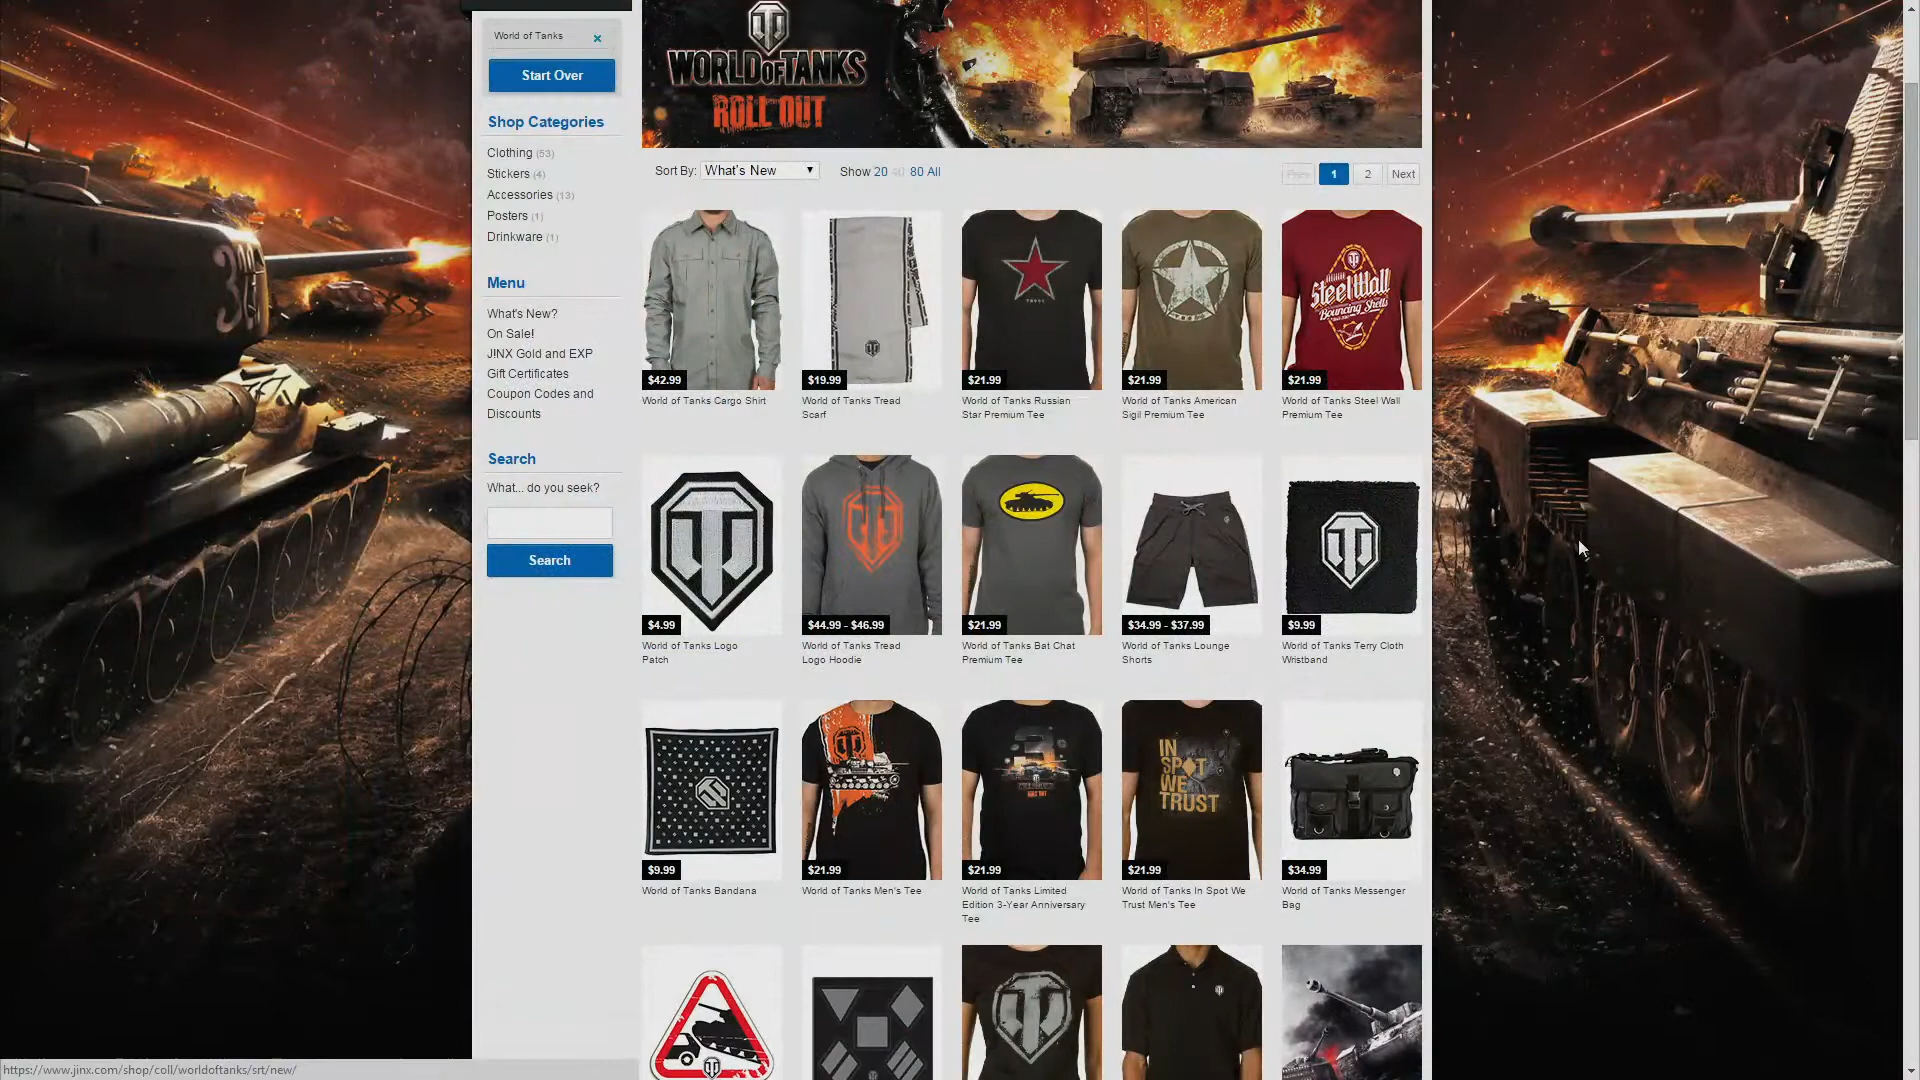 World of Tanks ×
Start Over
Shop Categories
Clothing (53)
Stickers (4)
Accessories (13)
Posters (1)
Drinkware (1)
Menu
What's New?
On Sale!
J!NX Gold and EXP
Gift Certificates
Coupon Codes and
Discounts
Search
What... do you seek?
Search
WORLD OF TANKS
ROLL OUT
Sort By: What's New Show 20 40 80 All
Prev 1 2 Next
Steel Wall
Bouncing Shells
$42.99
$19.99
$21.99
$21.99
$21.99
World of Tanks Cargo Shirt
World of Tanks Tread
Scarf
World of Tanks Russian
Star Premium Tee
World of Tanks American
Sigil Premium Tee
World of Tanks Steel Wall
Premium Tee
$4.99
$44.99 - $46.99
$21.99
$34.99 - $37.99
$9.99
World of Tanks Logo
Patch
World of Tanks Tread
Logo Hoodie
World of Tanks Bat Chat
Premium Tee
World of Tanks Lounge
Shorts
World of Tanks Terry Cloth
Wristband
ROLL OUT
IN
SPOT
WE
TRUST
$9.99
$21.99
$21.99
$21.99
$34.99
World of Tanks Bandana
World of Tanks Men's Tee
World of Tanks Limited
Edition 3-Year Anniversary
Tee
World of Tanks In Spot We
Trust Men's Tee
World of Tanks Messenger
Bag
https://www.jinx.com/shop/coll/worldoftanks/srt/new/